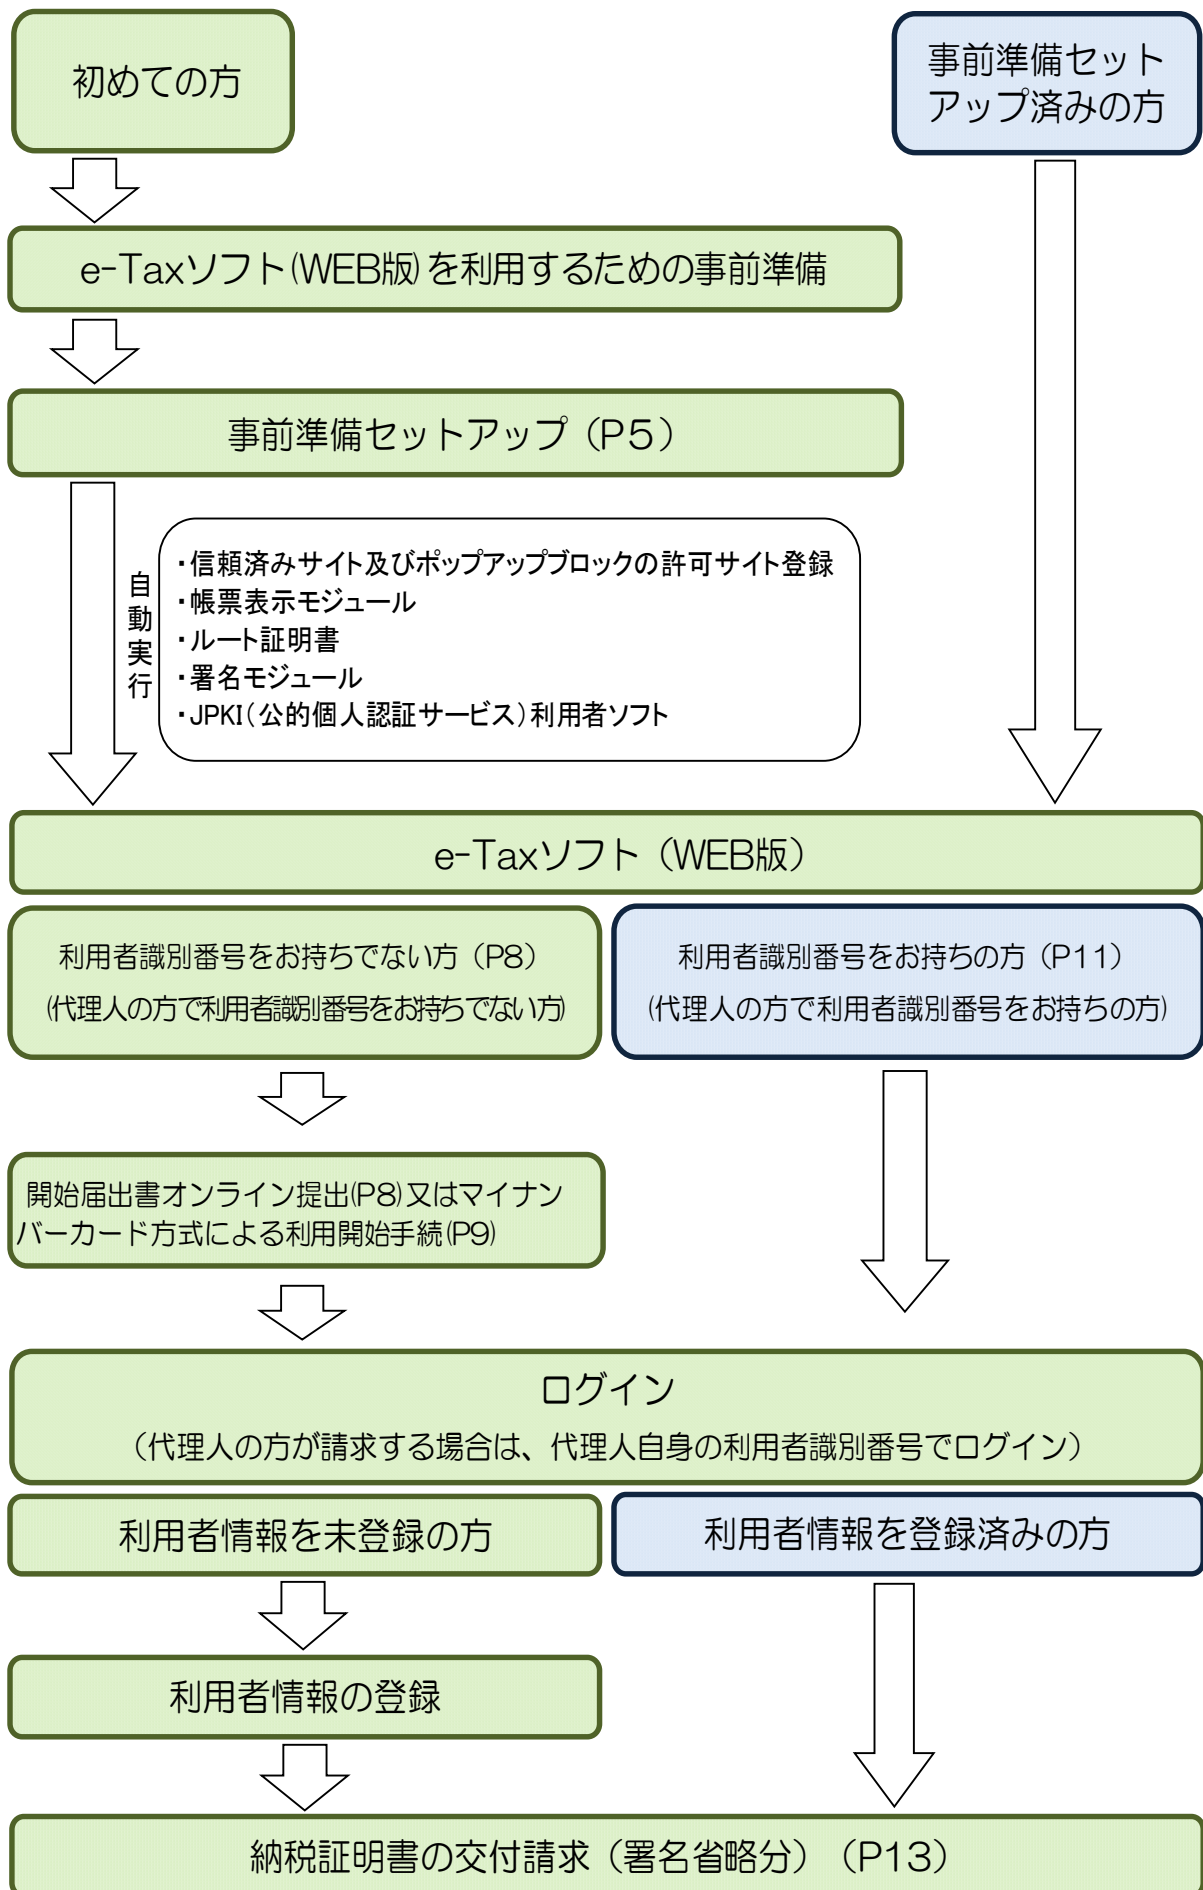 初めての方
事前準備セット
アップ済みの方
e-Taxソフト(WEB版)を利用するための事前準備
事前準備セットアップ（P5）
自動実行
・信頼済みサイト及びポップアップブロックの許可サイト登録
・帳票表示モジュール
・ルート証明書
・署名モジュール
・JPKI（公的個人認証サービス）利用者ソフト
e-Taxソフト（WEB版）
利用者識別番号をお持ちでない方（P8）
(代理人の方で利用者識別番号をお持ちでない方)
利用者識別番号をお持ちの方（P11）
(代理人の方で利用者識別番号をお持ちの方)
開始届出書オンライン提出(P8)又はマイナン
バーカード方式による利用開始手続(P9)
ログイン
（代理人の方が請求する場合は、代理人自身の利用者識別番号でログイン）
利用者情報を未登録の方
利用者情報を登録済みの方
利用者情報の登録
納税証明書の交付請求（署名省略分）（P13）